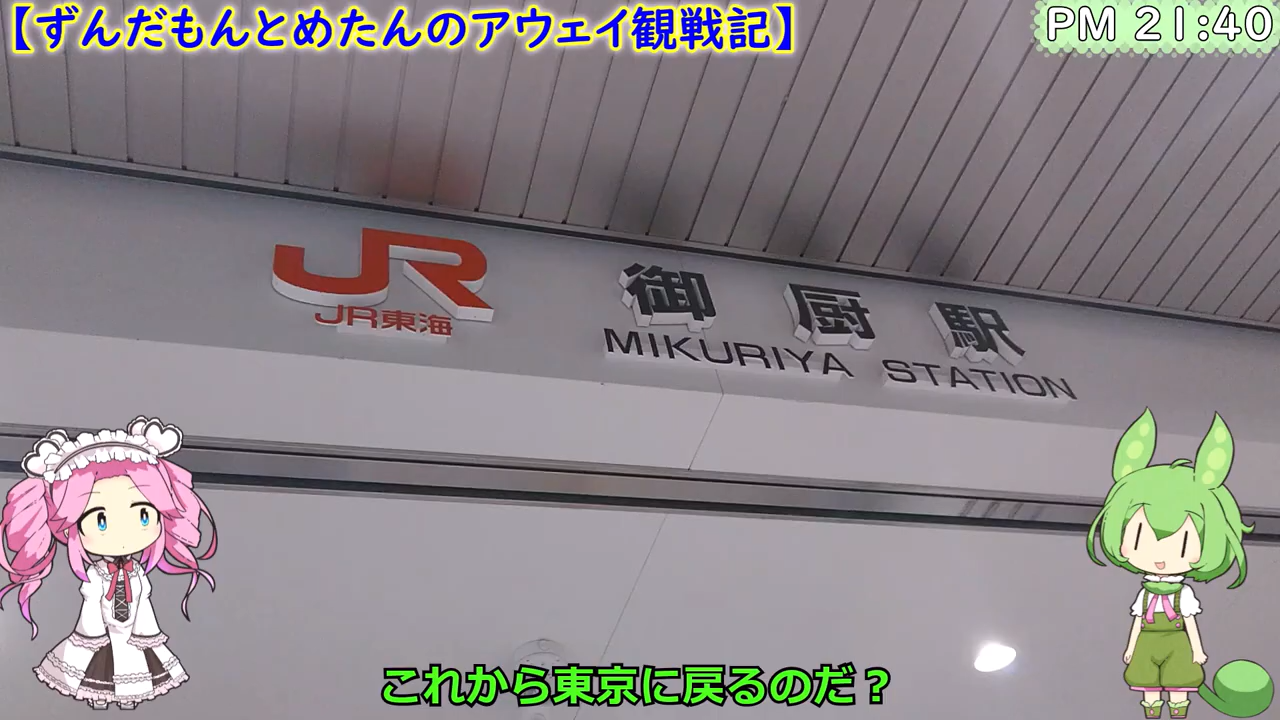 【ずんだもんとめたんのアウェイ観戦記】
PM 21:40
JR
JR東海
御厨駅
MIKURIYA STATION
これから東京に戻るのだ？